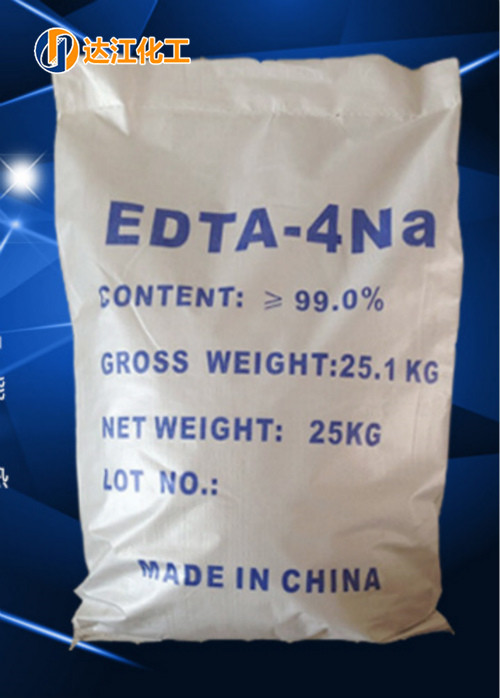 达江化工
EDTA-4Na
CONTENT: ≥ 99.0%
GROSS WEIGHT:25.1 KG
NET WEIGHT: 25KG
LOT NO.:
MADE IN CHINA